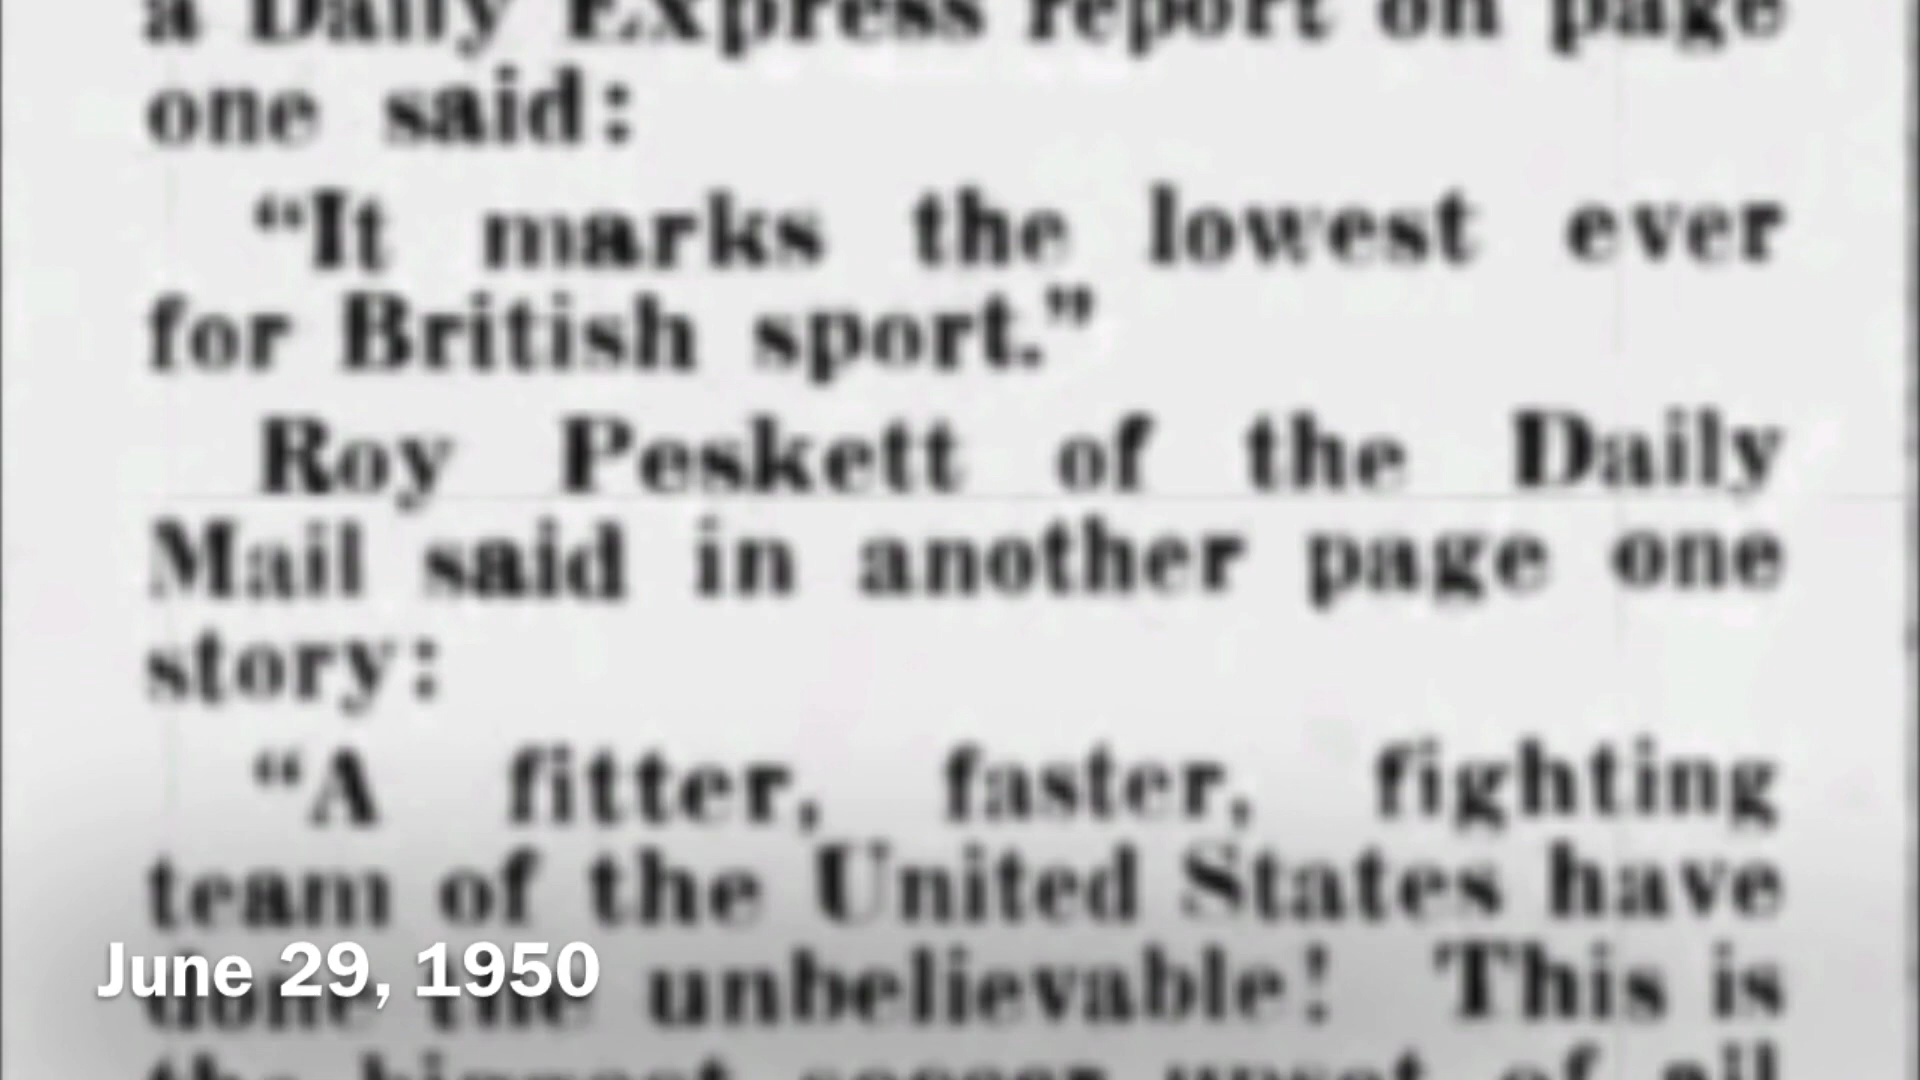 a Daily Express report on page
one said:
“It marks the lowest ever
for British sport.”
Roy Peskett of the Daily
Mail said in another page one
story:
“A fitter, faster, fighting
team of the United States have
done the unbelievable! This is
the biggest soccer upset of all
June 29, 1950